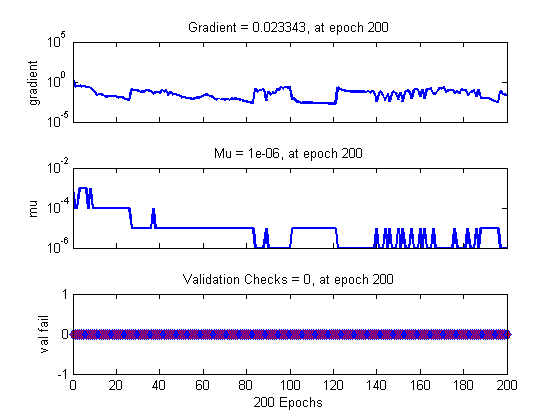 Gradient = 0.023343, at epoch 200
10^5
10^0
10^-5
gradient
Mu = 1e-06, at epoch 200
10^-2
10^-4
10^-6
mu
Validation Checks = 0, at epoch 200
1
0
-1
val fail
0 20 40 60 80 100 120 140 160 180 200
200 Epochs